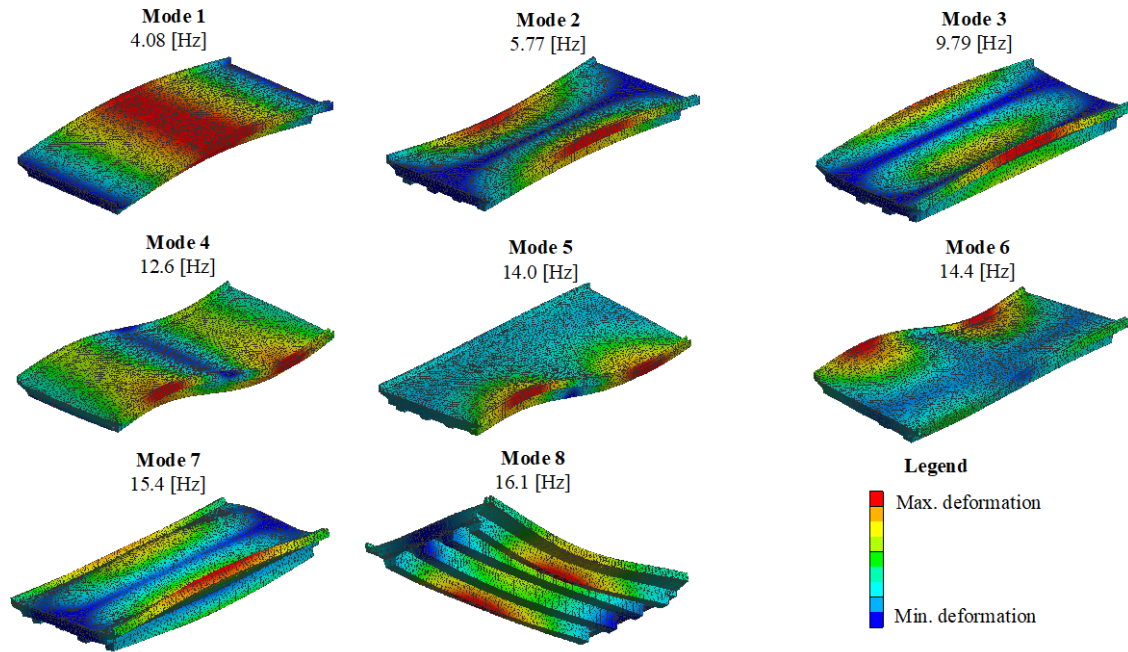 Mode 1
4.08 [Hz]
Mode 2
5.77 [Hz]
Mode 3
9.79 [Hz]
Mode 4
12.6 [Hz]
Mode 5
14.0 [Hz]
Mode 6
14.4 [Hz]
Mode 7
15.4 [Hz]
Mode 8
16.1 [Hz]
Legend
Max. deformation
Min. deformation